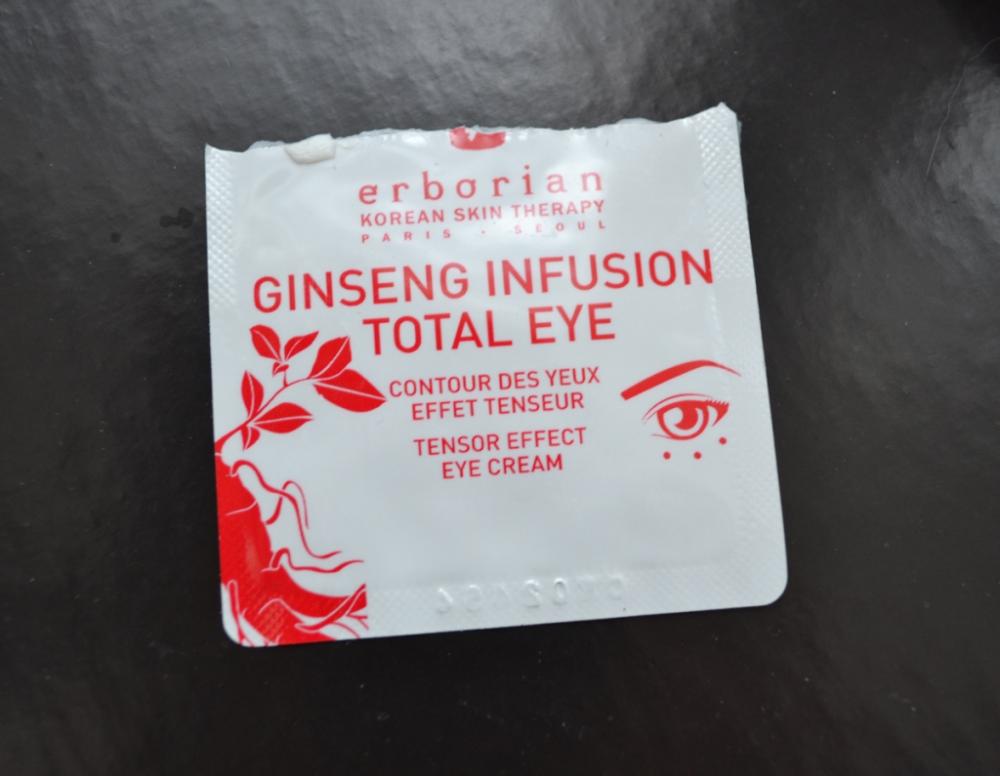 erborian
KOREAN SKIN THERAPY
PARIS · SEOUL
GINSENG INFUSION
TOTAL EYE
CONTOUR DES YEUX
EFFET TENSEUR
TENSOR EFFECT
EYE CREAM